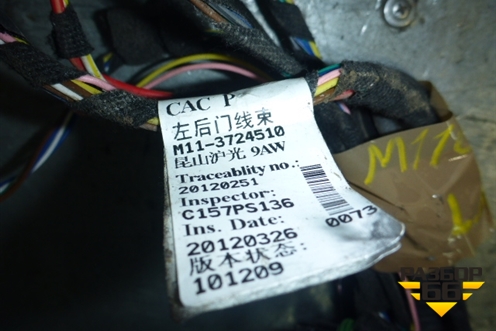 CAC P
左后门线束
M11-3724510
昆山沪光 9AW
Traceablity no.:
20120251
Inspector:
C157PS136
Ins. Date:
0073
20120326
版本状态:
101209
M11
РАЗБОР
68